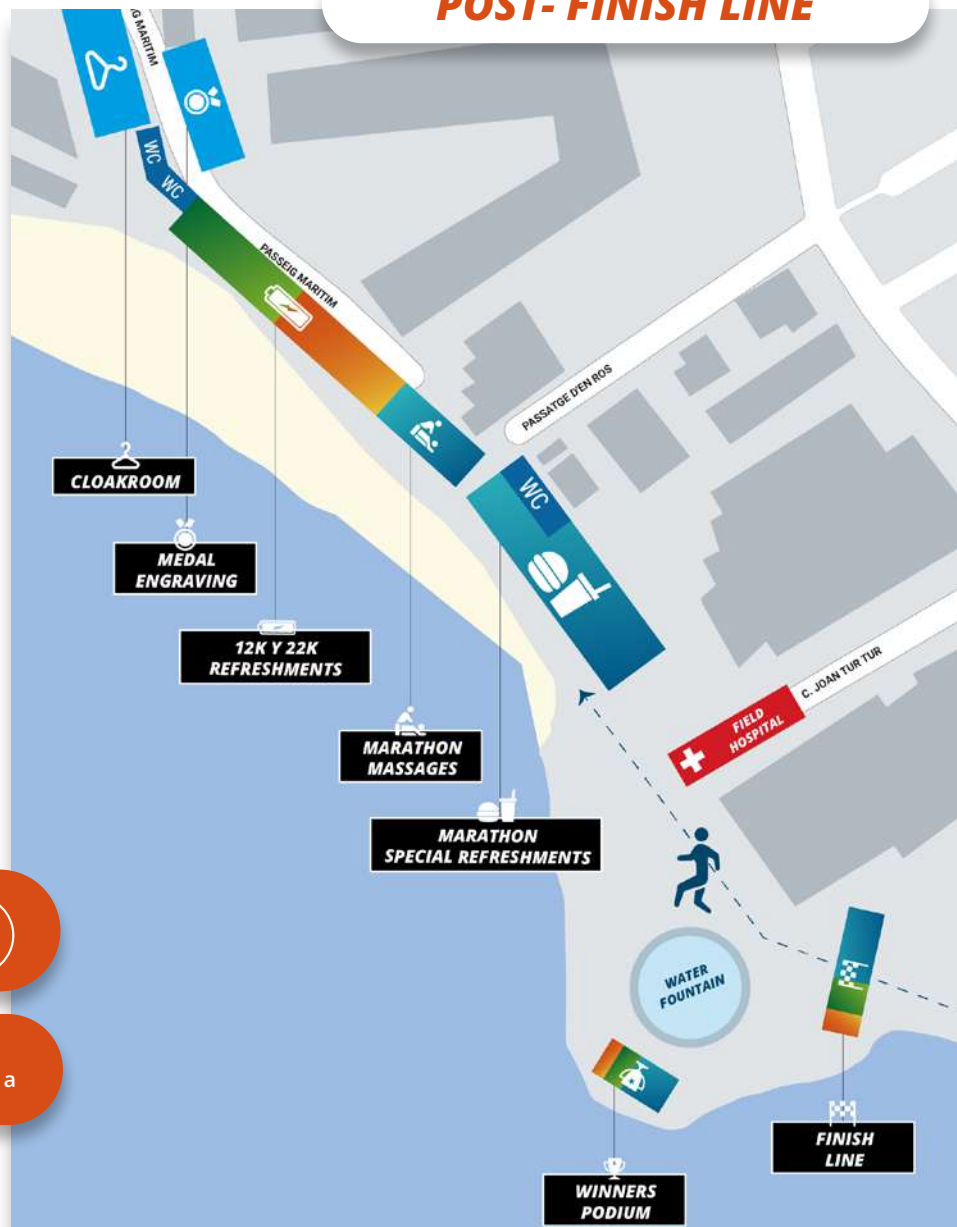 POST- FINISH LINE
MARITIM
WC
WC
PASSEIG MARITIM
PASSATGE D'EN ROS
WC
CLOAKROOM
MEDAL
ENGRAVING
12K Y 22K
REFRESHMENTS
C. JOAN TUR TUR
FIELD
HOSPITAL
MARATHON
MASSAGES
MARATHON
SPECIAL REFRESHMENTS
WATER
FOUNTAIN
a
FINISH
LINE
WINNERS
PODIUM